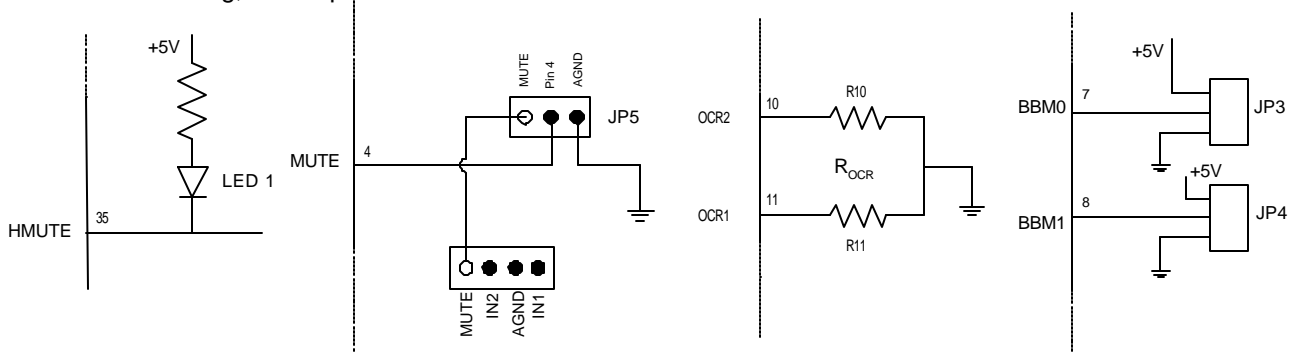 +5V
LED 1
HMUTE
35
MUTE
Pin 4
AGND
JP5
MUTE
4
MUTE
IN2
AGND
IN1
OCR2
10
R10
ROCR
OCR1
11
R11
+5V
BBM0
7
JP3
+5V
BBM1
8
JP4